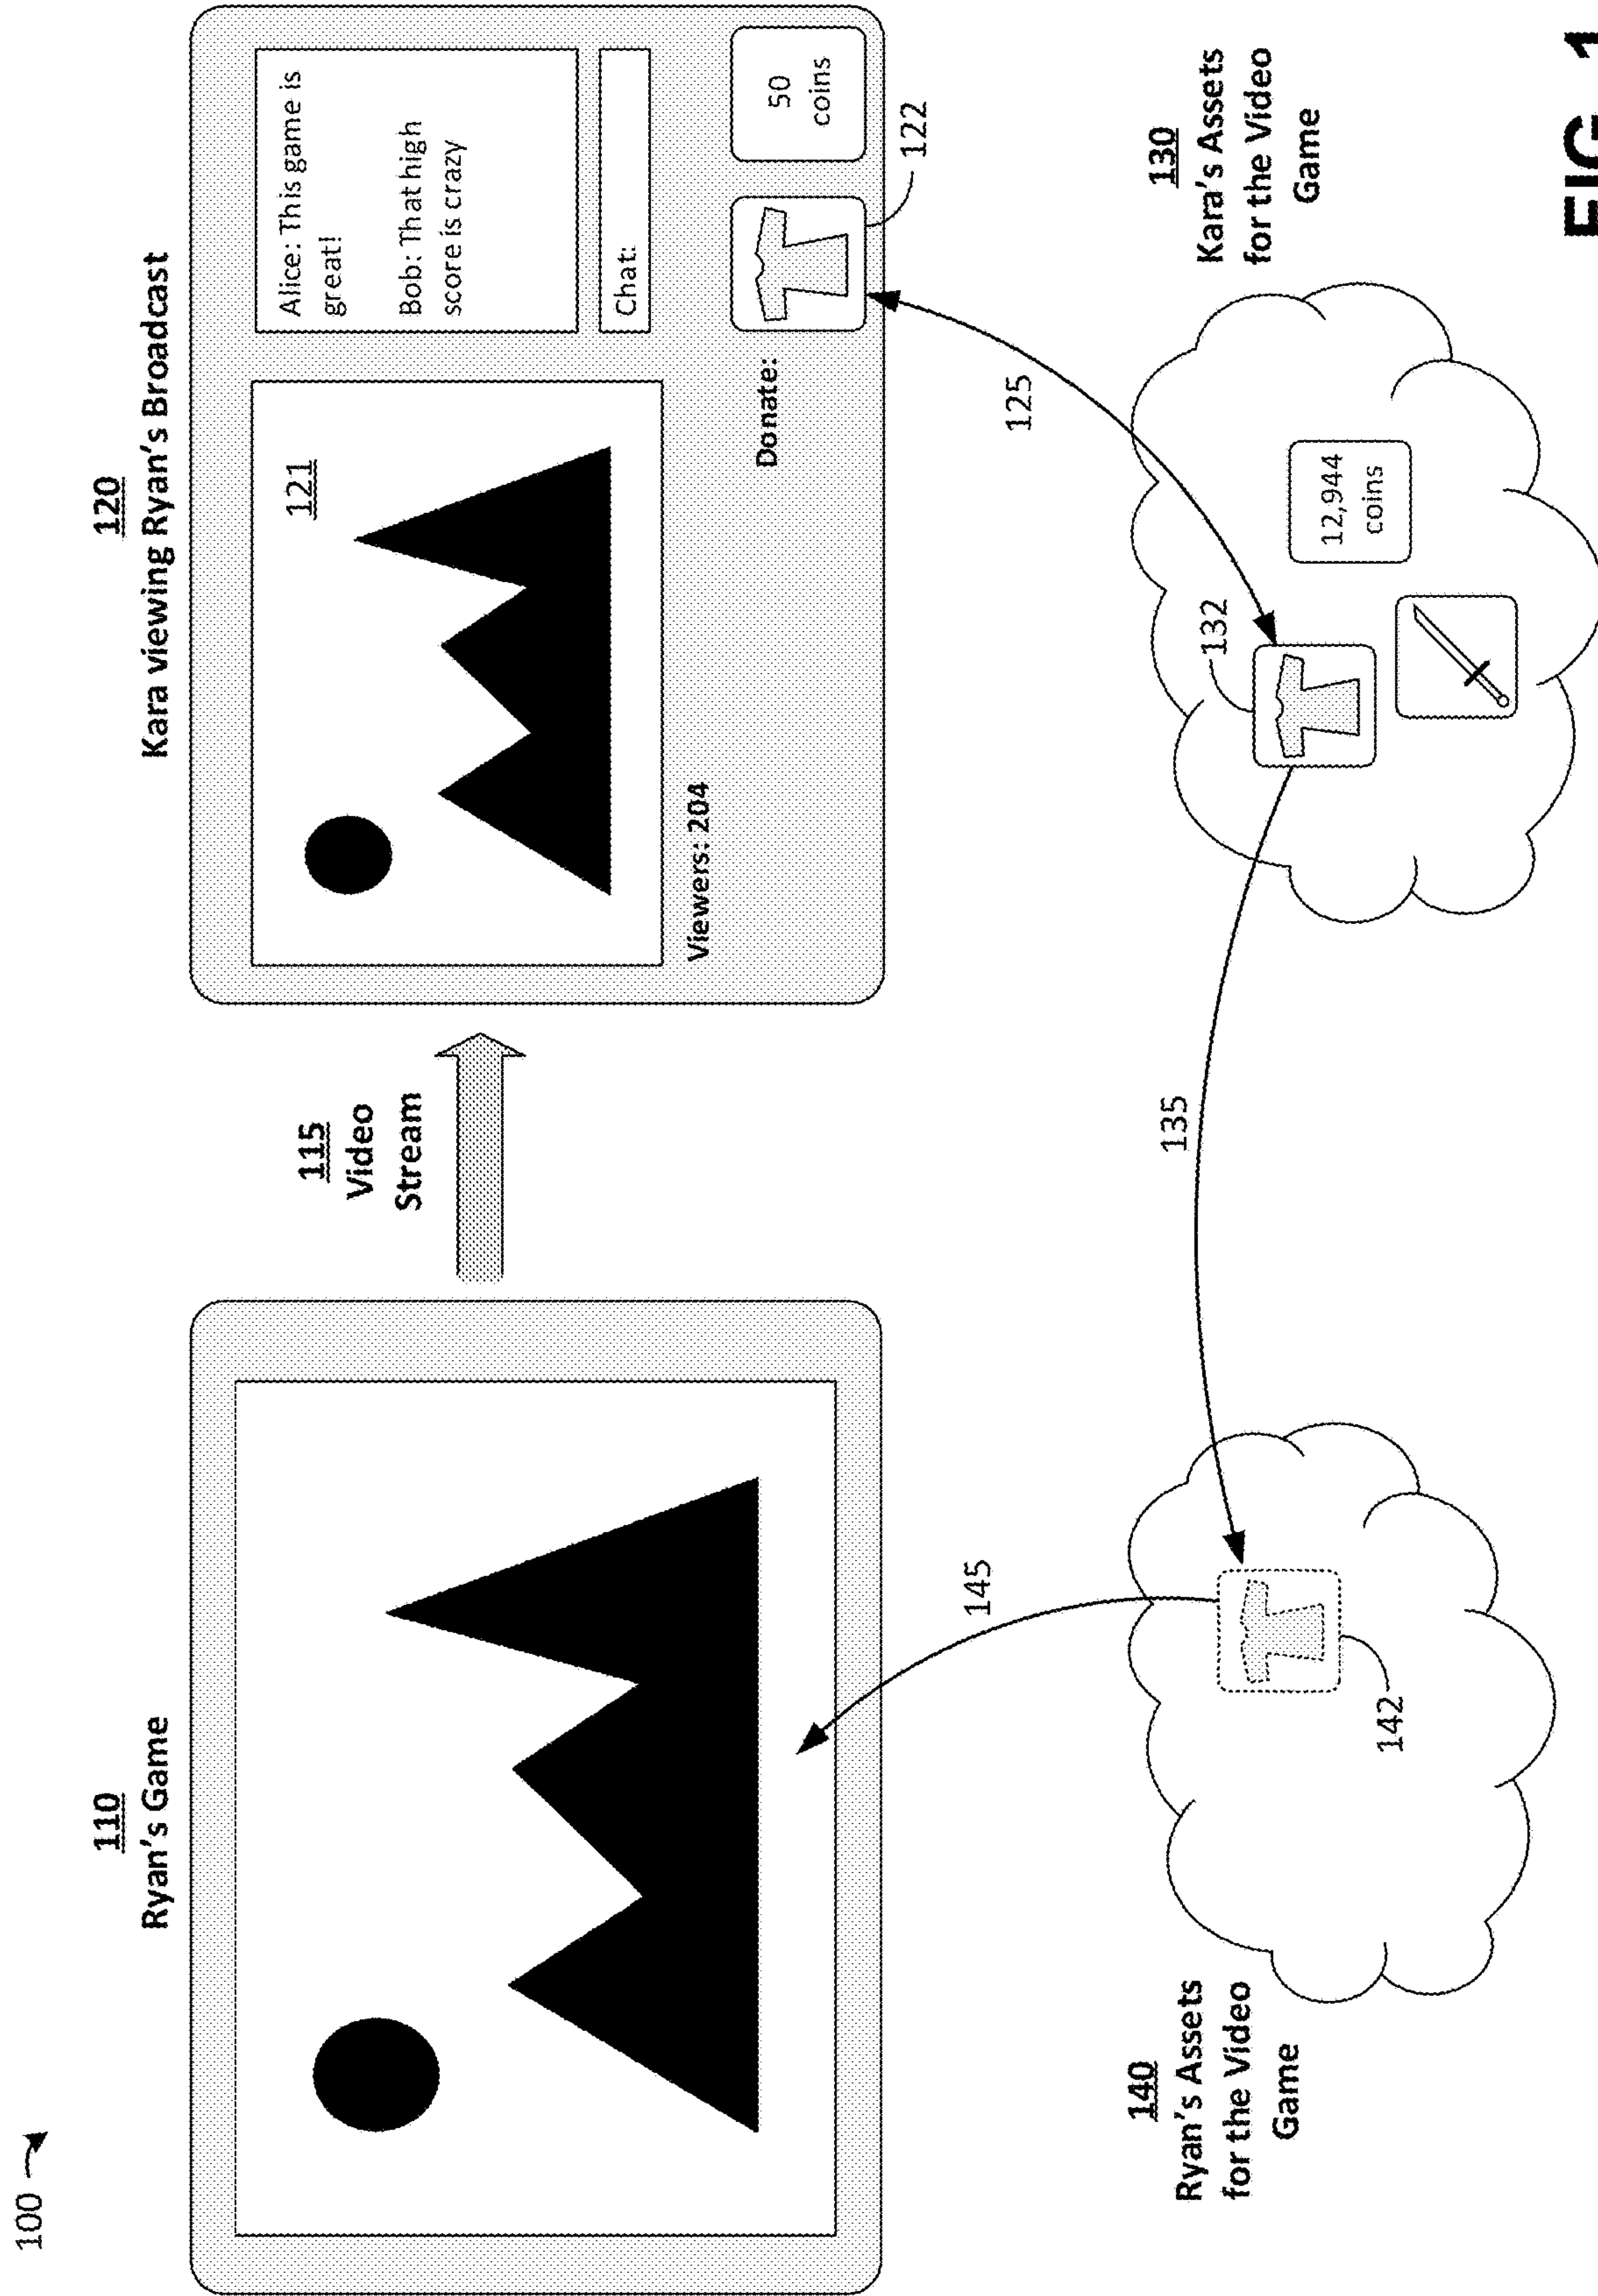 100
110
Ryan's Game
115
Video
Stream
120
Kara viewing Ryan's Broadcast
121
Alice: This game is
great!
Bob: That high
score is crazy
Chat:
Viewers: 204
Donate:
50
coins
122
125
145
135
140
Ryan's Assets
for the Video
Game
142
132
12,944
coins
130
Kara's Assets
for the Video
Game
FIG. 1